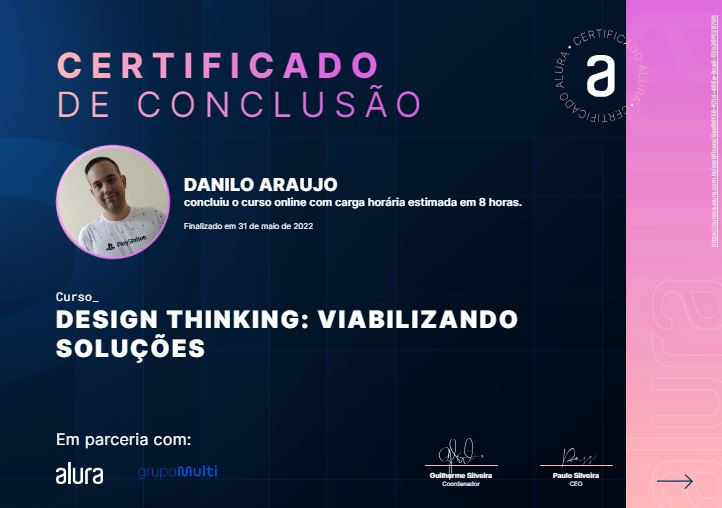 CERTIFICADO
DE CONCLUSÃO
CERTIFICADO ALURA • CERTIFICADO ALURA •
a
PlayStation
DANILO ARAUJO
concluiu o curso online com carga horária estimada em 8 horas.
Finalizado em 31 de maio de 2022
Curso_
DESIGN THINKING: VIABILIZANDO
SOLUÇÕES
Em parceria com:
alura
grupoMulti
Guilherme Silveira
Coordenador
Paulo Silveira
CEO
alura